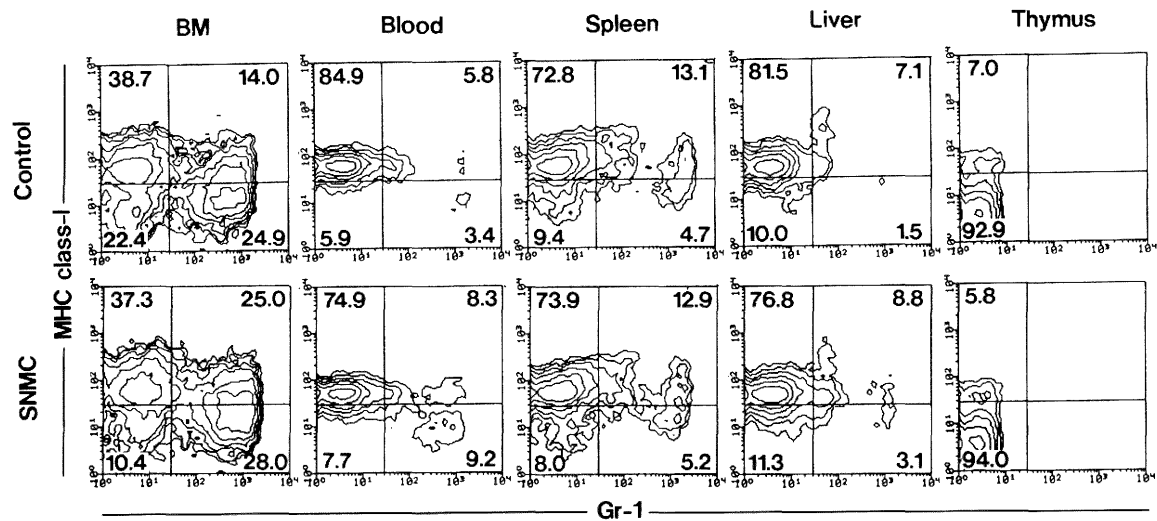 BM Blood Spleen Liver Thymus
Control
38.7 14.0 84.9 5.8 72.8 13.1 81.5 7.1 7.0
22.4 24.9 5.9 3.4 9.4 4.7 10.0 1.5 92.9
MHC class-I
SNMC
37.3 25.0 74.9 8.3 73.9 12.9 76.8 8.8 5.8
10.4 28.0 7.7 9.2 8.0 5.2 11.3 3.1 94.0
Gr-1